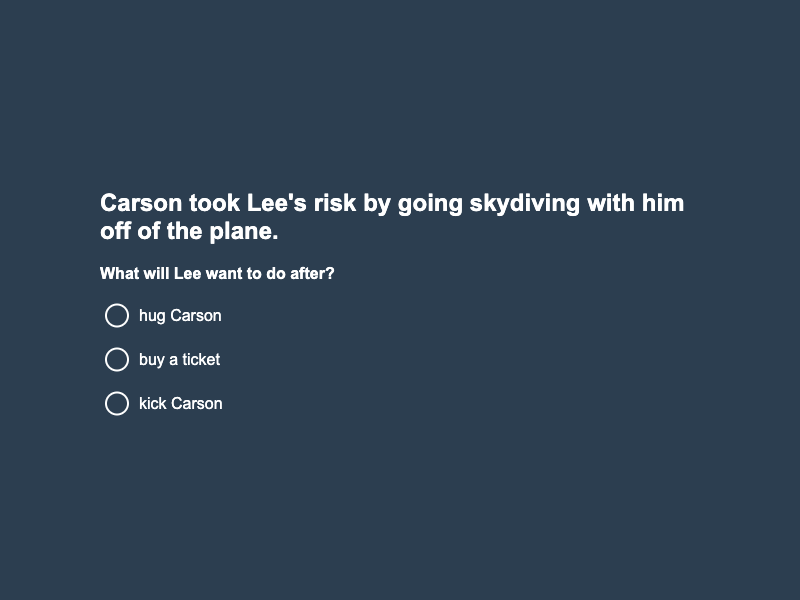 Carson took Lee's risk by going skydiving with him
off of the plane.
What will Lee want to do after?
hug Carson
buy a ticket
kick Carson